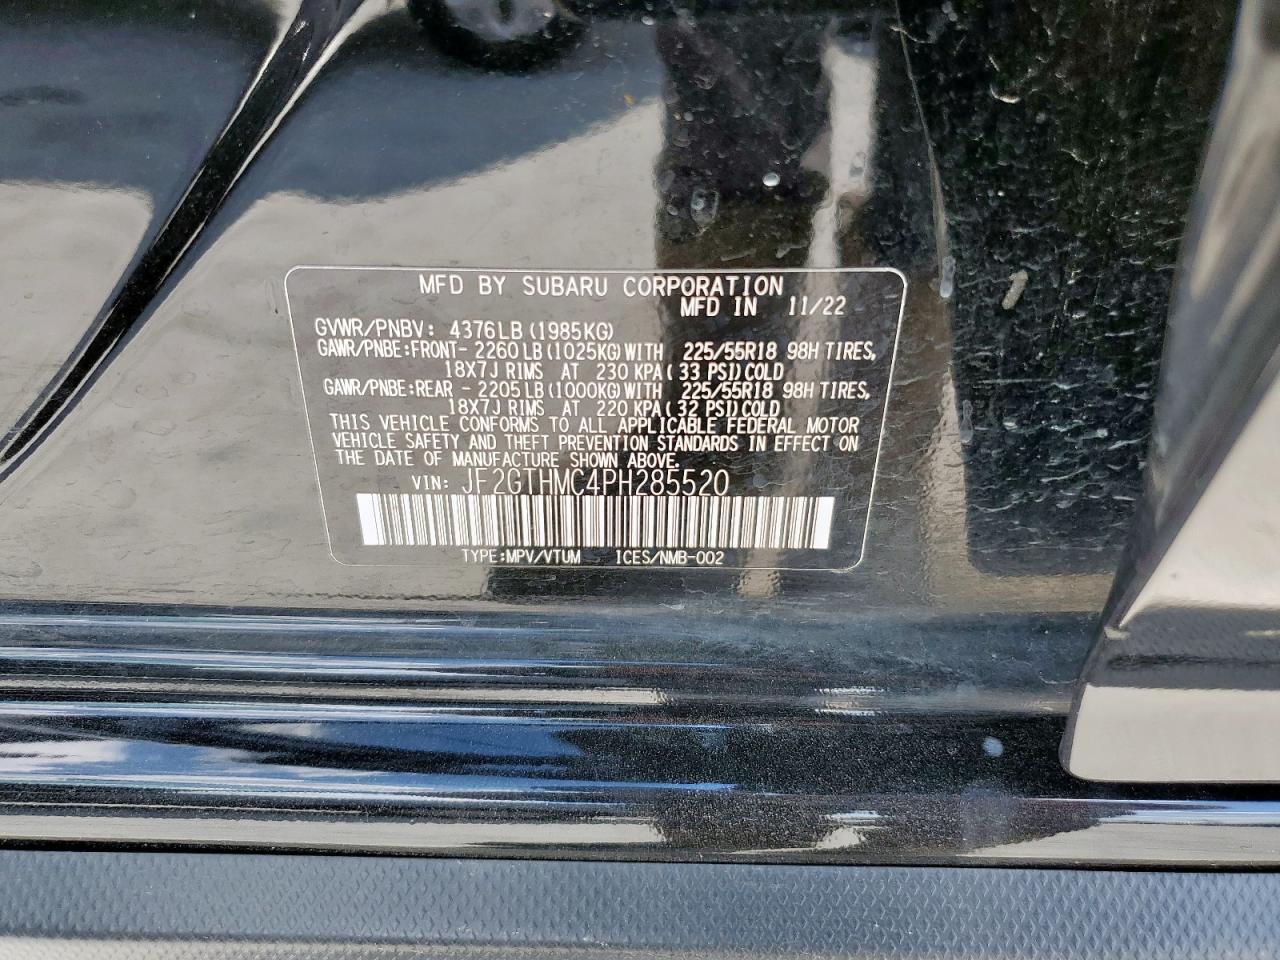 MFD BY SUBARU CORPORATION
MFD IN 11/22
GVWR/PNBV: 4376LB (1985KG)
GAWR/PNBE:FRONT- 2260 LB (1025KG) WITH 225/55R18 98H TIRES,
18X7J RIMS AT 230 KPA ( 33 PSI) COLD
GAWR/PNBE:REAR - 2205 LB (1000KG) WITH 225/55R18 98H TIRES,
18X7J RIMS AT 220 KPA ( 32 PSI) COLD
THIS VEHICLE CONFORMS TO ALL APPLICABLE FEDERAL MOTOR
VEHICLE SAFETY AND THEFT PREVENTION STANDARDS IN EFFECT ON
THE DATE OF MANUFACTURE SHOWN ABOVE.
VIN: JF2GTHMC4PH285520
TYPE:MPV/VTUM ICES/NMB-002